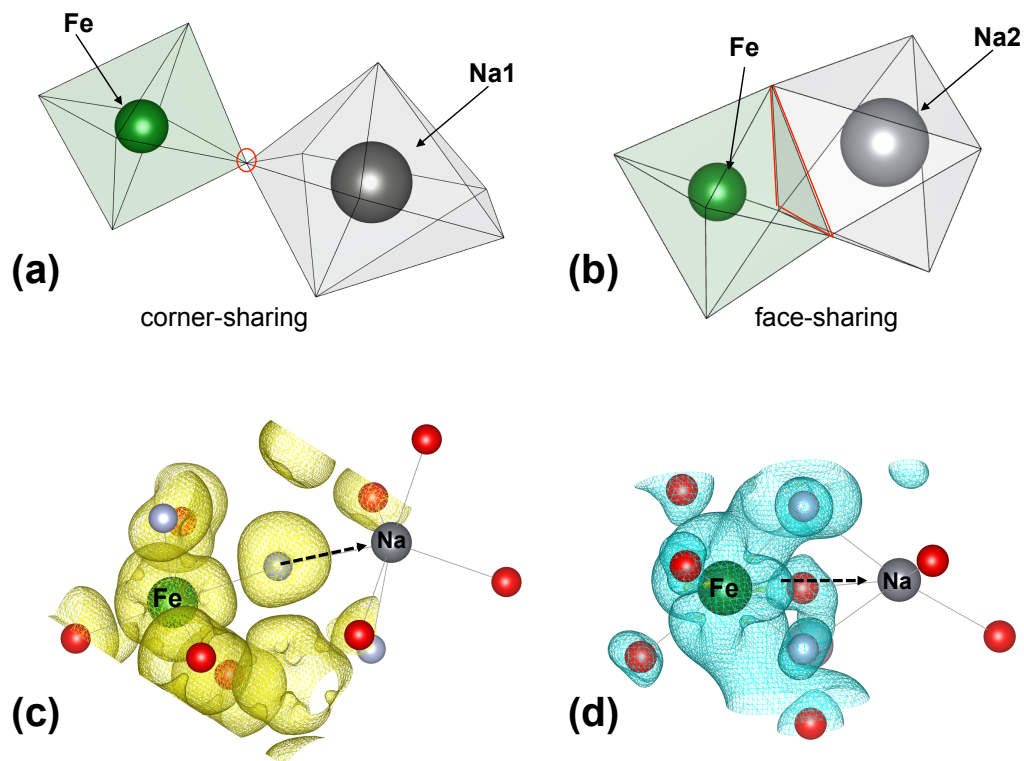 Fe
Na1
(a)
corner-sharing
Fe
Na2
(b)
face-sharing
Fe
Na
(c)
Fe
Na
(d)